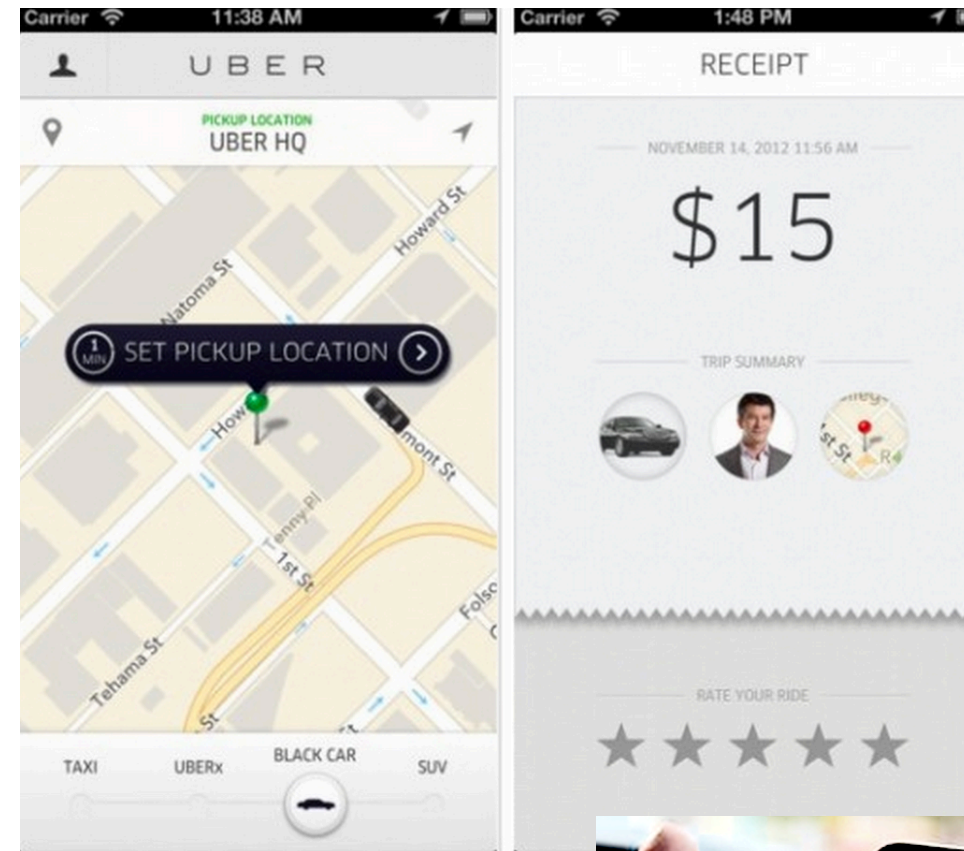 Carrier 11:38 AM
UBER
PICKUP LOCATION
UBER HQ
Howard St
Natoma St
1 MIN SET PICKUP LOCATION
How
mont St
Tenny Pl
1st St
Folso
Tehama St
St
TAXI UBERX BLACK CAR SUV
Carrier 1:48 PM
RECEIPT
NOVEMBER 14, 2012 11:56 AM
$15
TRIP SUMMARY
st St
R
RATE YOUR RIDE